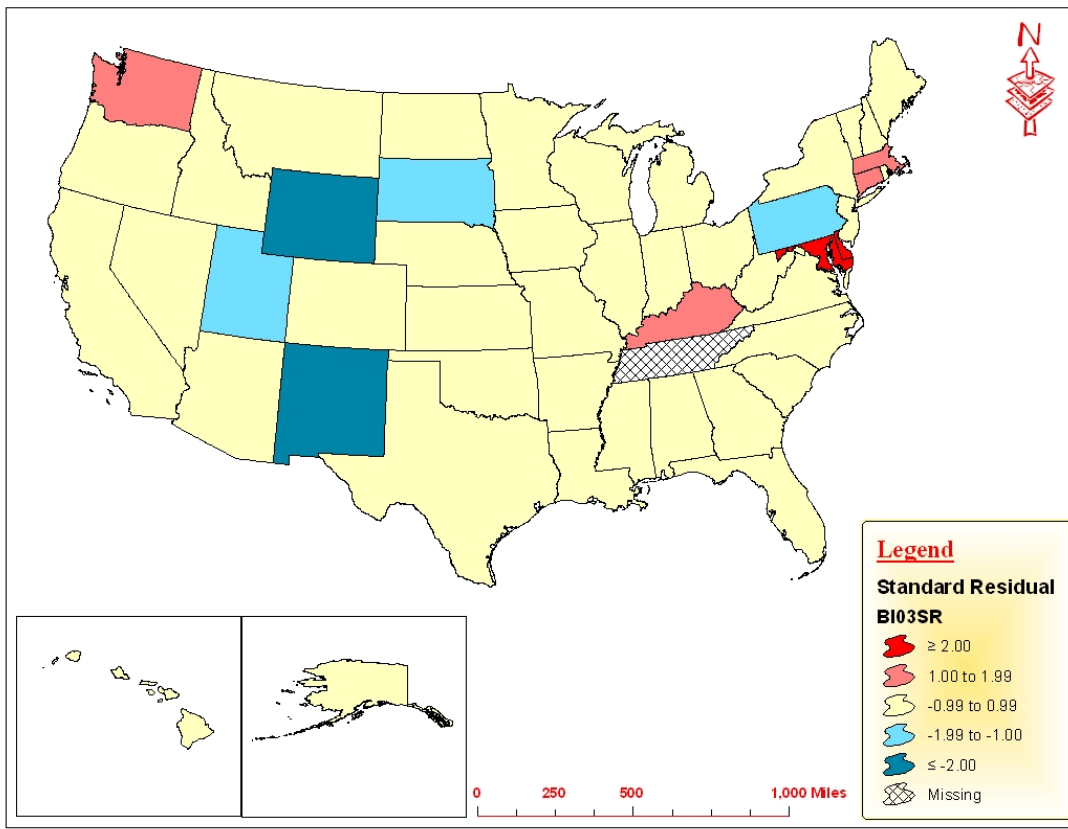 N
Legend
Standard Residual
BI03SR
≥ 2.00
1.00 to 1.99
-0.99 to 0.99
-1.99 to -1.00
≤ -2.00
Missing
0 250 500 1,000 Miles